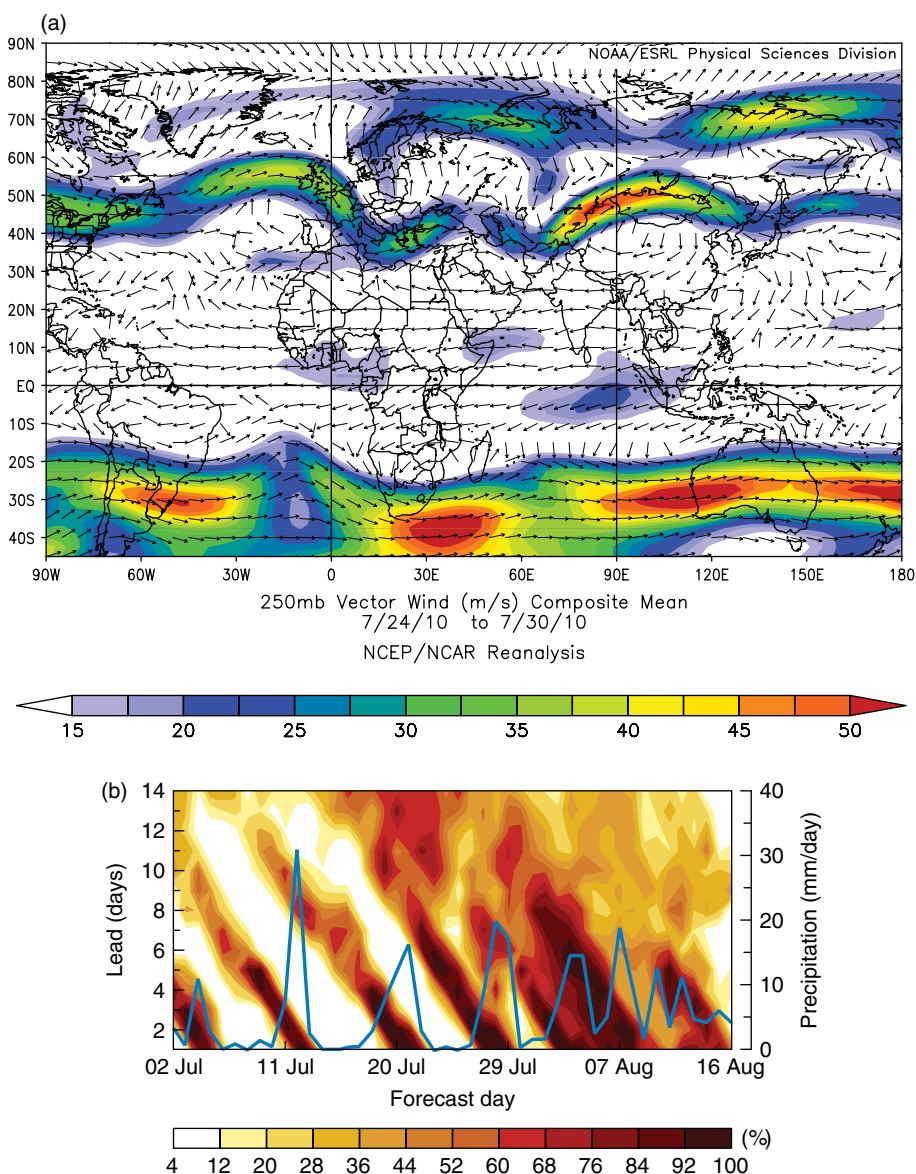 (a)
NOAA/ESRL Physical Sciences Division
90N
80N
70N
60N
50N
40N
30N
20N
10N
EQ
10S
20S
30S
40S
90W 60W 30W 0 30E 60E 90E 120E 150E 180
250mb Vector Wind (m/s) Composite Mean
7/24/10 to 7/30/10
NCEP/NCAR Reanalysis
15 20 25 30 35 40 45 50
(b)
Lead (days)
14
12
10
8
6
4
2
40
30
20
10
0
Precipitation (mm/day)
02 Jul 11 Jul 20 Jul 29 Jul 07 Aug 16 Aug
Forecast day
(%)
4 12 20 28 36 44 52 60 68 76 84 92 100